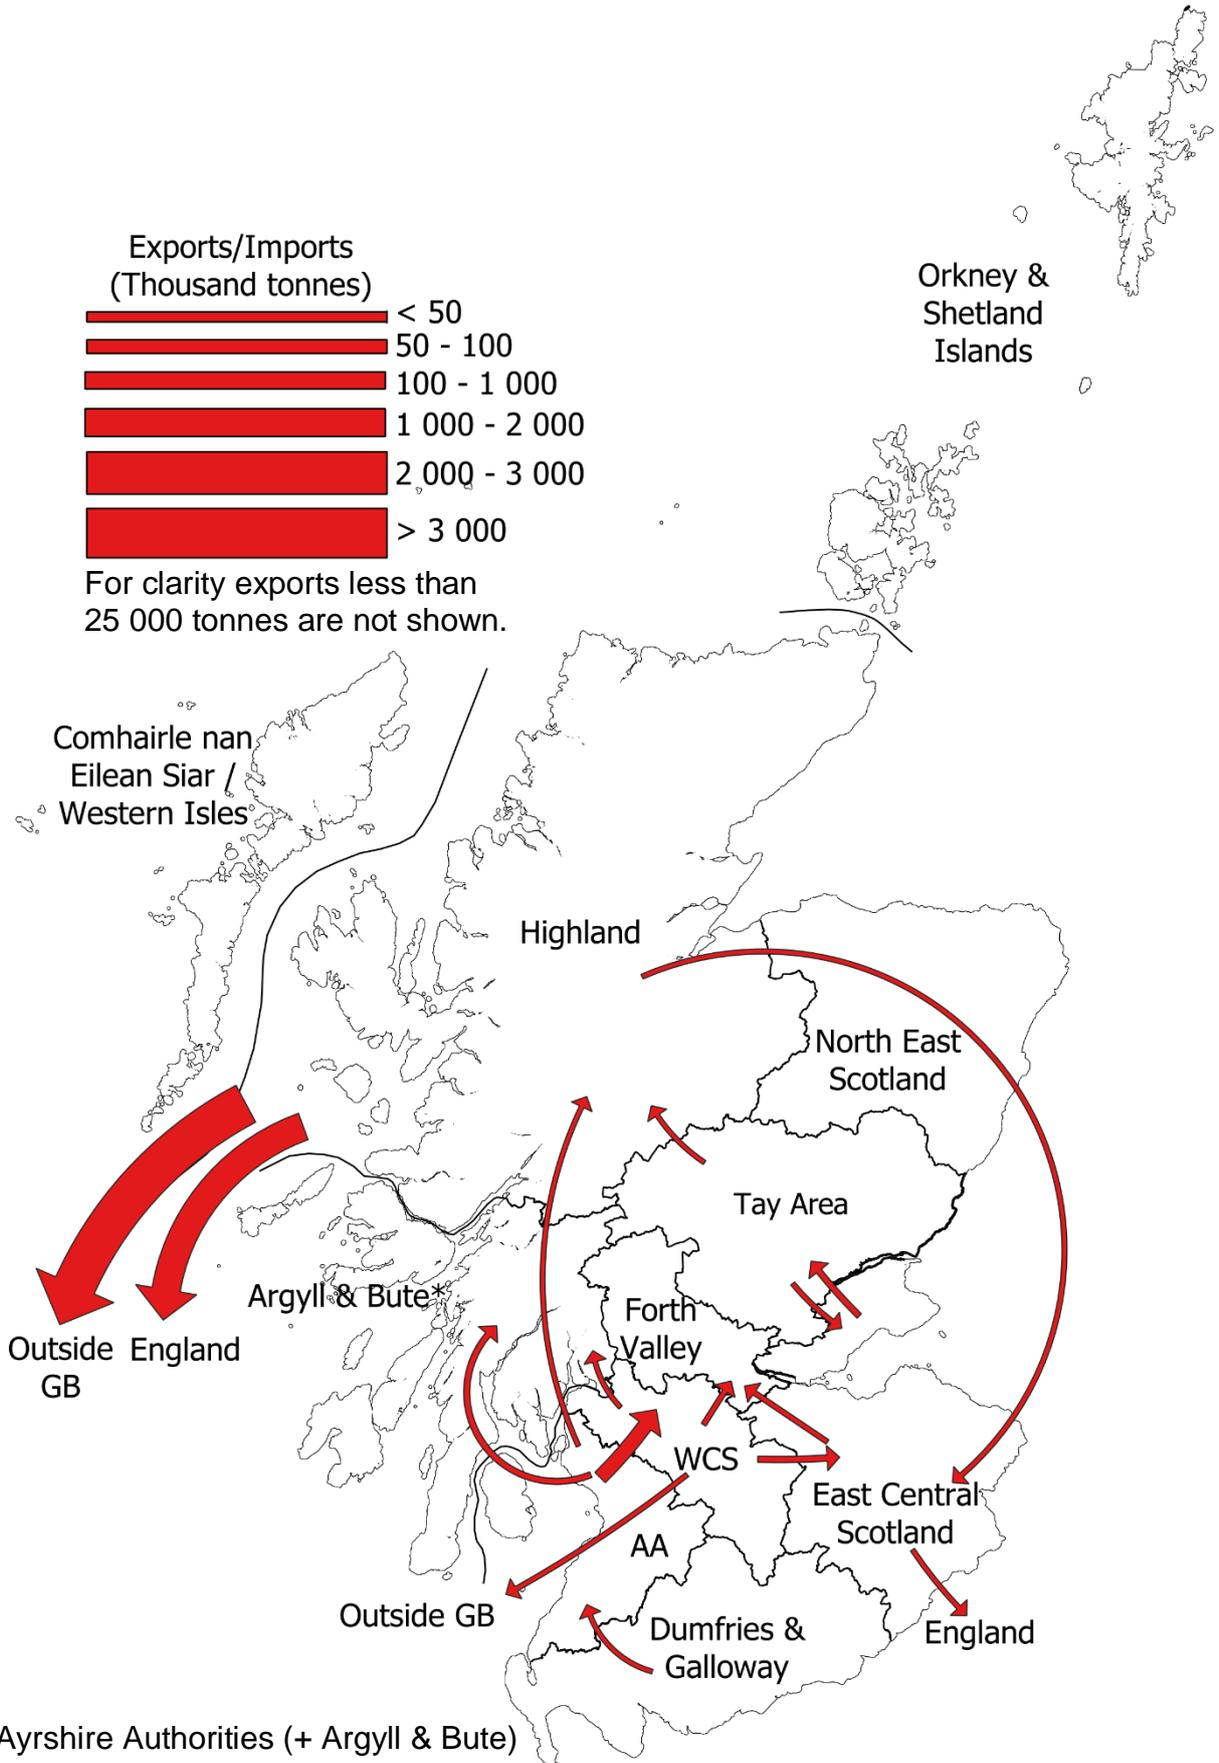 Exports/Imports
(Thousand tonnes)
< 50
50 - 100
100 - 1 000
1 000 - 2 000
2 000 - 3 000
> 3 000
For clarity exports less than
25 000 tonnes are not shown.
Orkney &
Shetland
Islands
Comhairle nan
Eilean Siar /
Western Isles
Highland
North East
Scotland
Tay Area
Argyll & Bute*
Forth
Valley
Outside
GB
England
WCS
East Central
Scotland
AA
Outside GB
Dumfries &
Galloway
England
Ayrshire Authorities (+ Argyll & Bute)